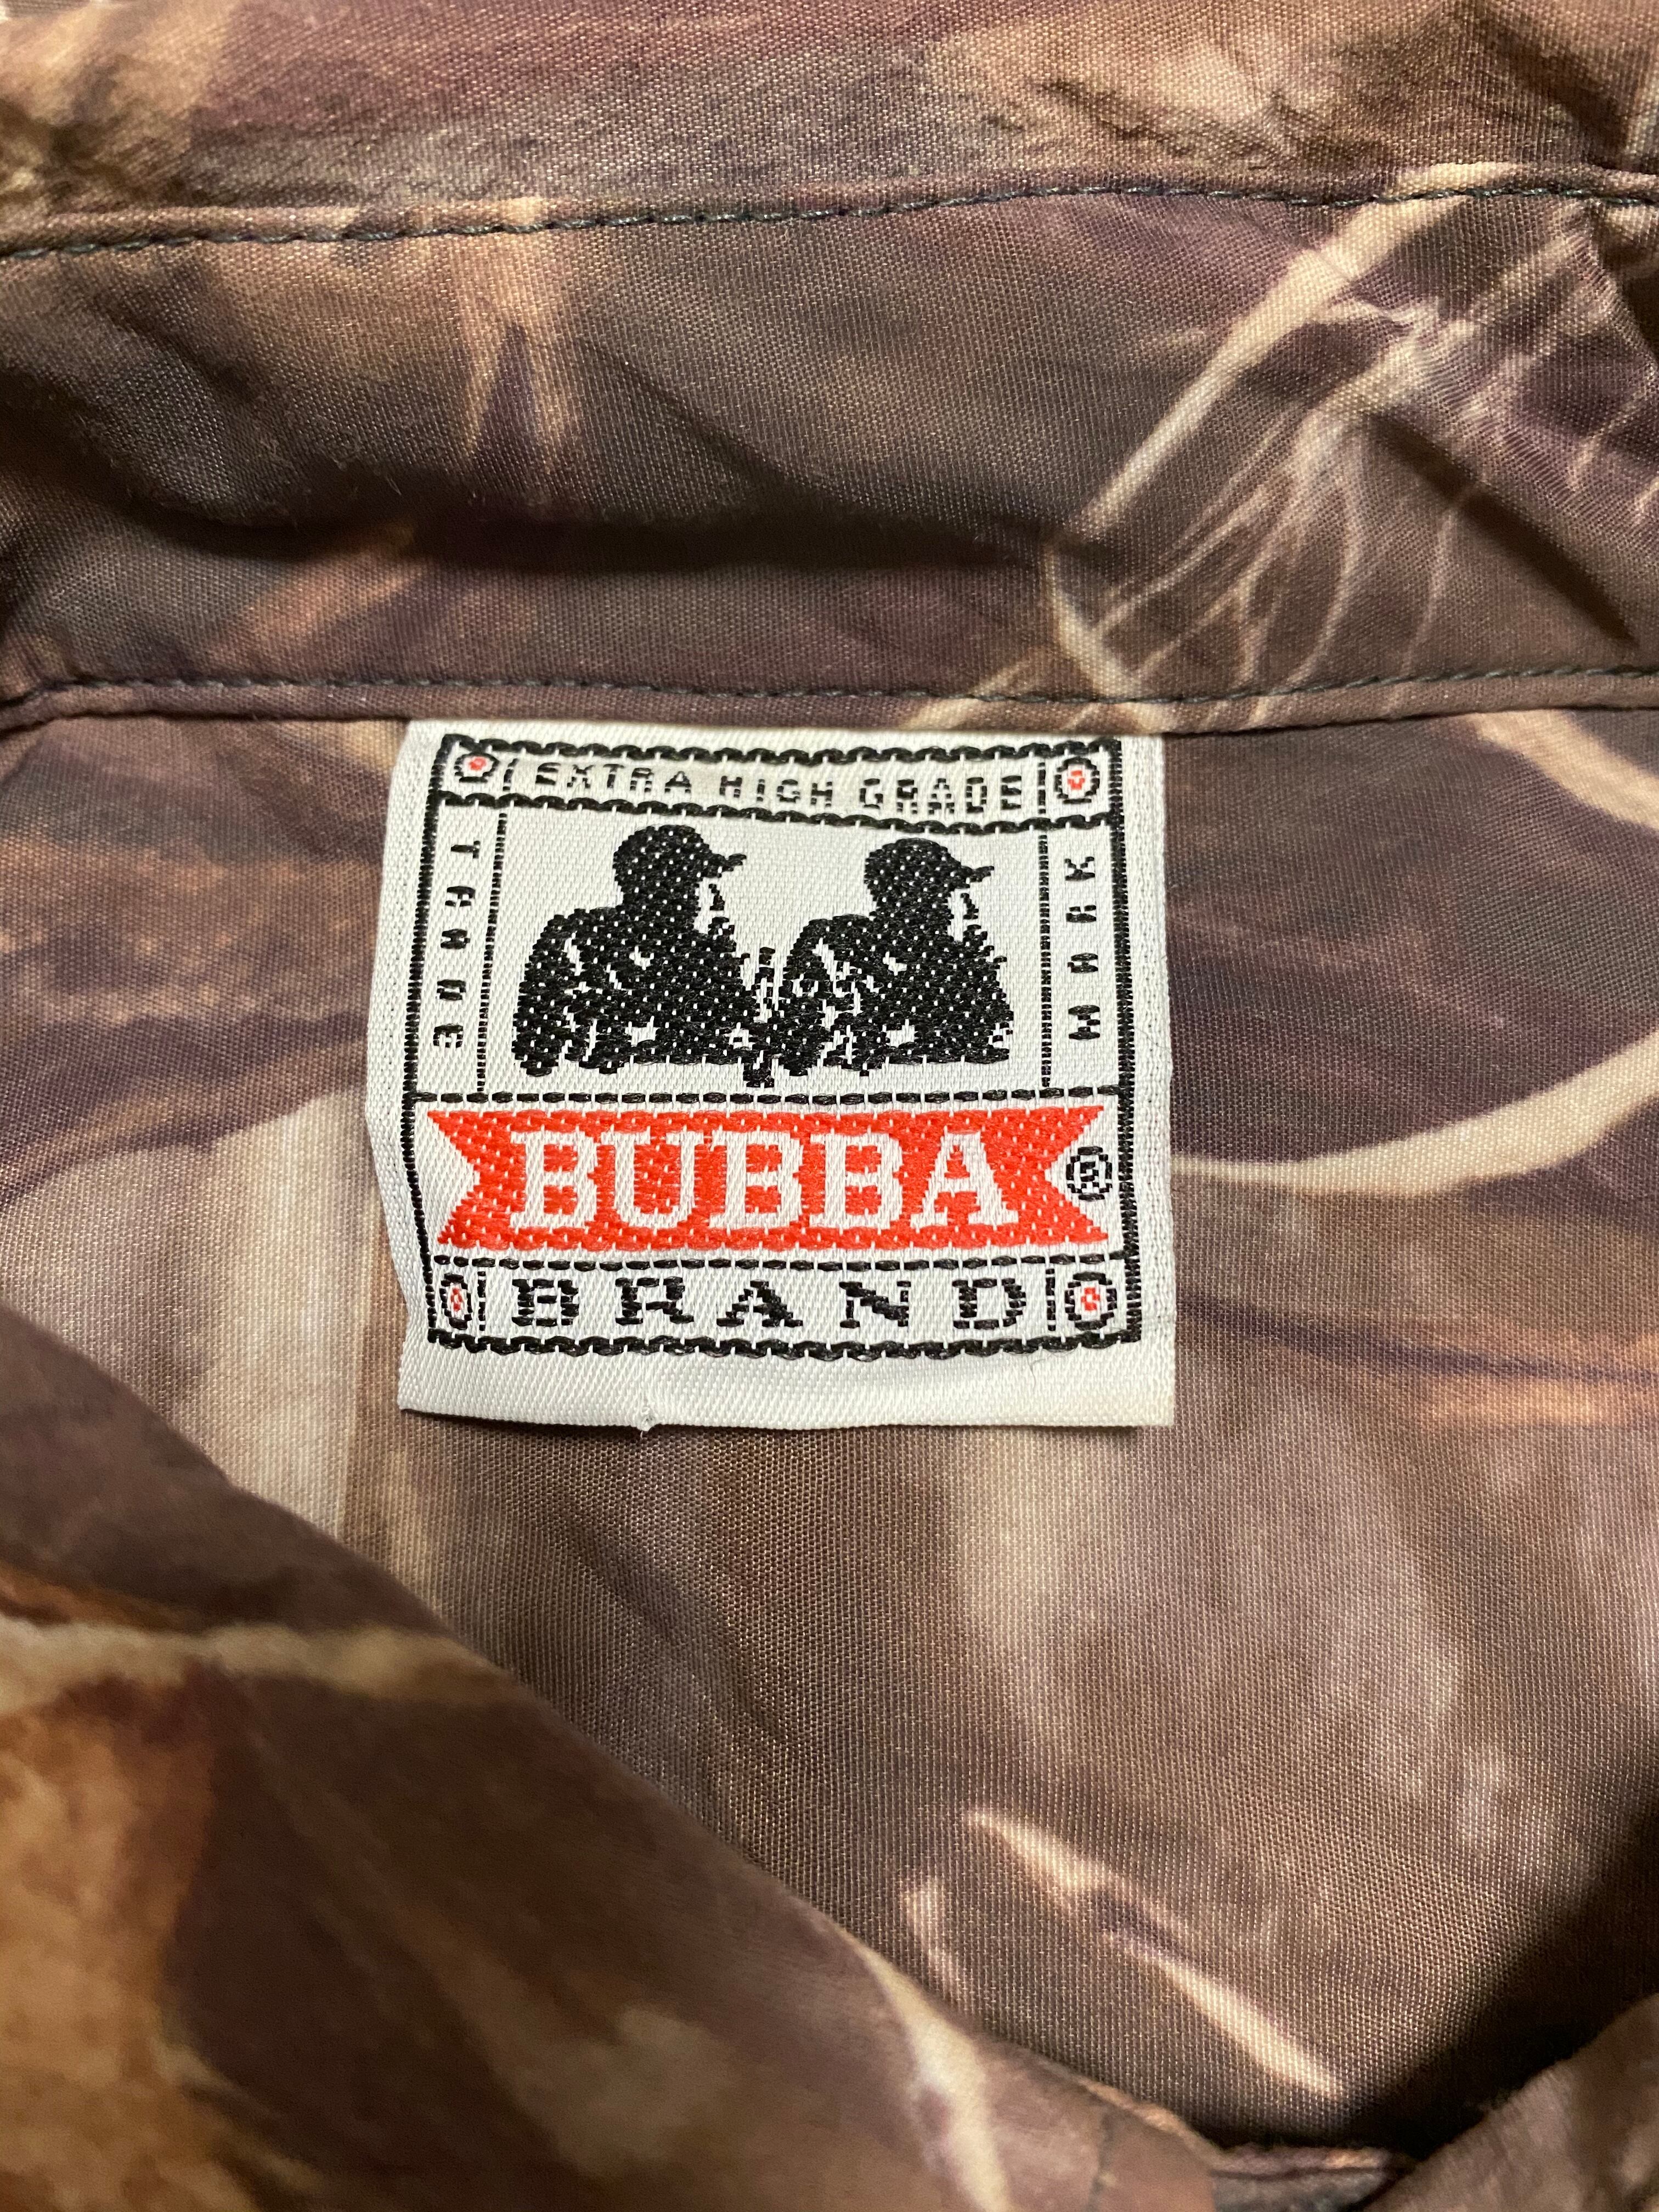 EXTRA HIGH GRADE
TRADE
MARK
BUBBA ®
BRAND